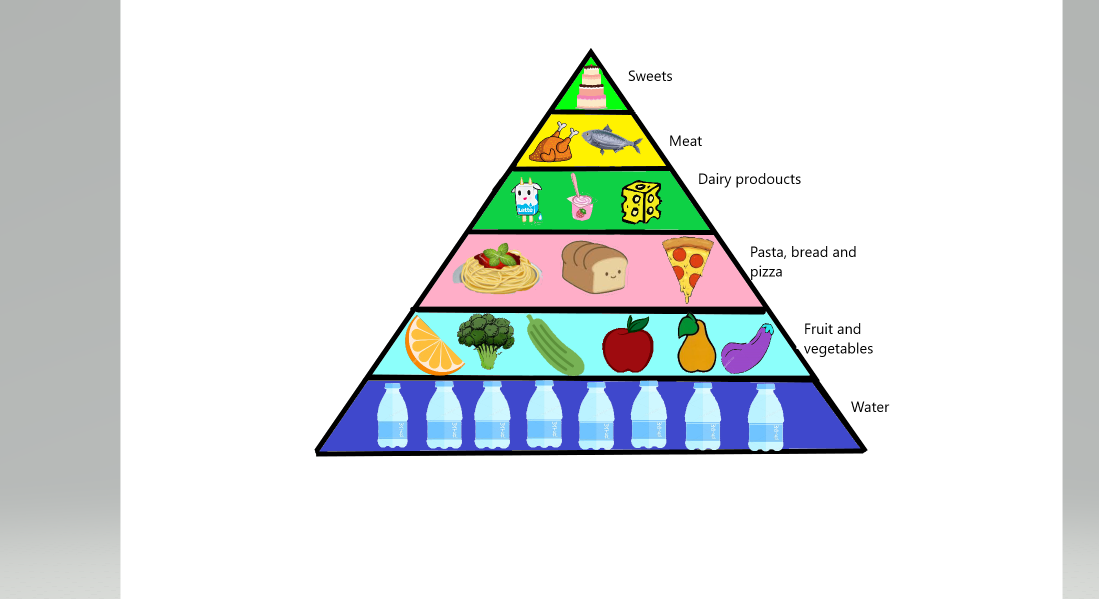 Sweets
Meat
Dairy prodoucts
Pasta, bread and
pizza
Fruit and
vegetables
Water